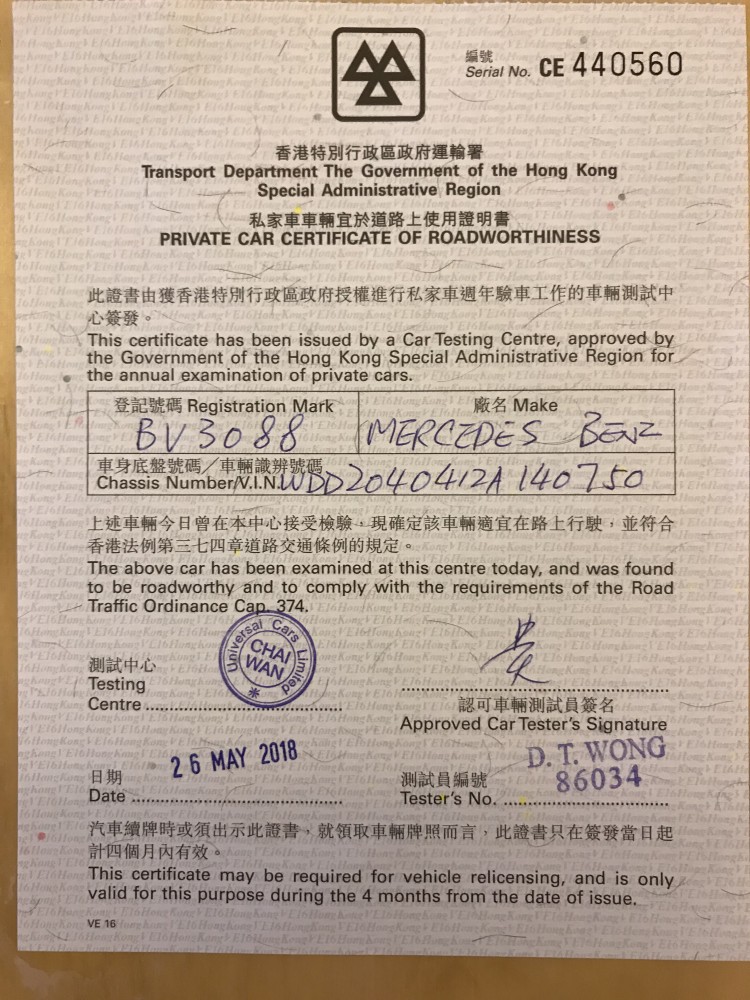 編號
Serial No. CE 440560
香港特別行政區政府運輸署
Transport Department The Government of the Hong Kong
Special Administrative Region
私家車車輛宜於道路上使用證明書
PRIVATE CAR CERTIFICATE OF ROADWORTHINESS
此證書由獲香港特別行政區政府授權進行私家車週年驗車工作的車輛測試中
心簽發。
This certificate has been issued by a Car Testing Centre, approved by
the Government of the Hong Kong Special Administrative Region for
the annual examination of private cars.
登記號碼 Registration Mark
BV3088
廠名 Make
MERCEDES BENZ
車身底盤號碼／車輛識辨號碼
Chassis Number/V.I.N. WDD2040412A140750
上述車輛今日曾在本中心接受檢驗，現確定該車輛適宜在路上行駛，並符合
香港法例第三七四章道路交通條例的規定。
The above car has been examined at this centre today, and was found
to be roadworthy and to comply with the requirements of the Road
Traffic Ordinance Cap. 374.
Universal Cars Limited
CHAI
WAN
測試中心
Testing
Centre
認可車輛測試員簽名
Approved Car Tester's Signature
日期
Date
26 MAY 2018
D. T. WONG
86034
測試員編號
Tester's No.
汽車續牌時或須出示此證書，就領取車輛牌照而言，此證書只在簽發當日起
計四個月內有效。
This certificate may be required for vehicle relicensing, and is only
valid for this purpose during the 4 months from the date of issue.
VE 16